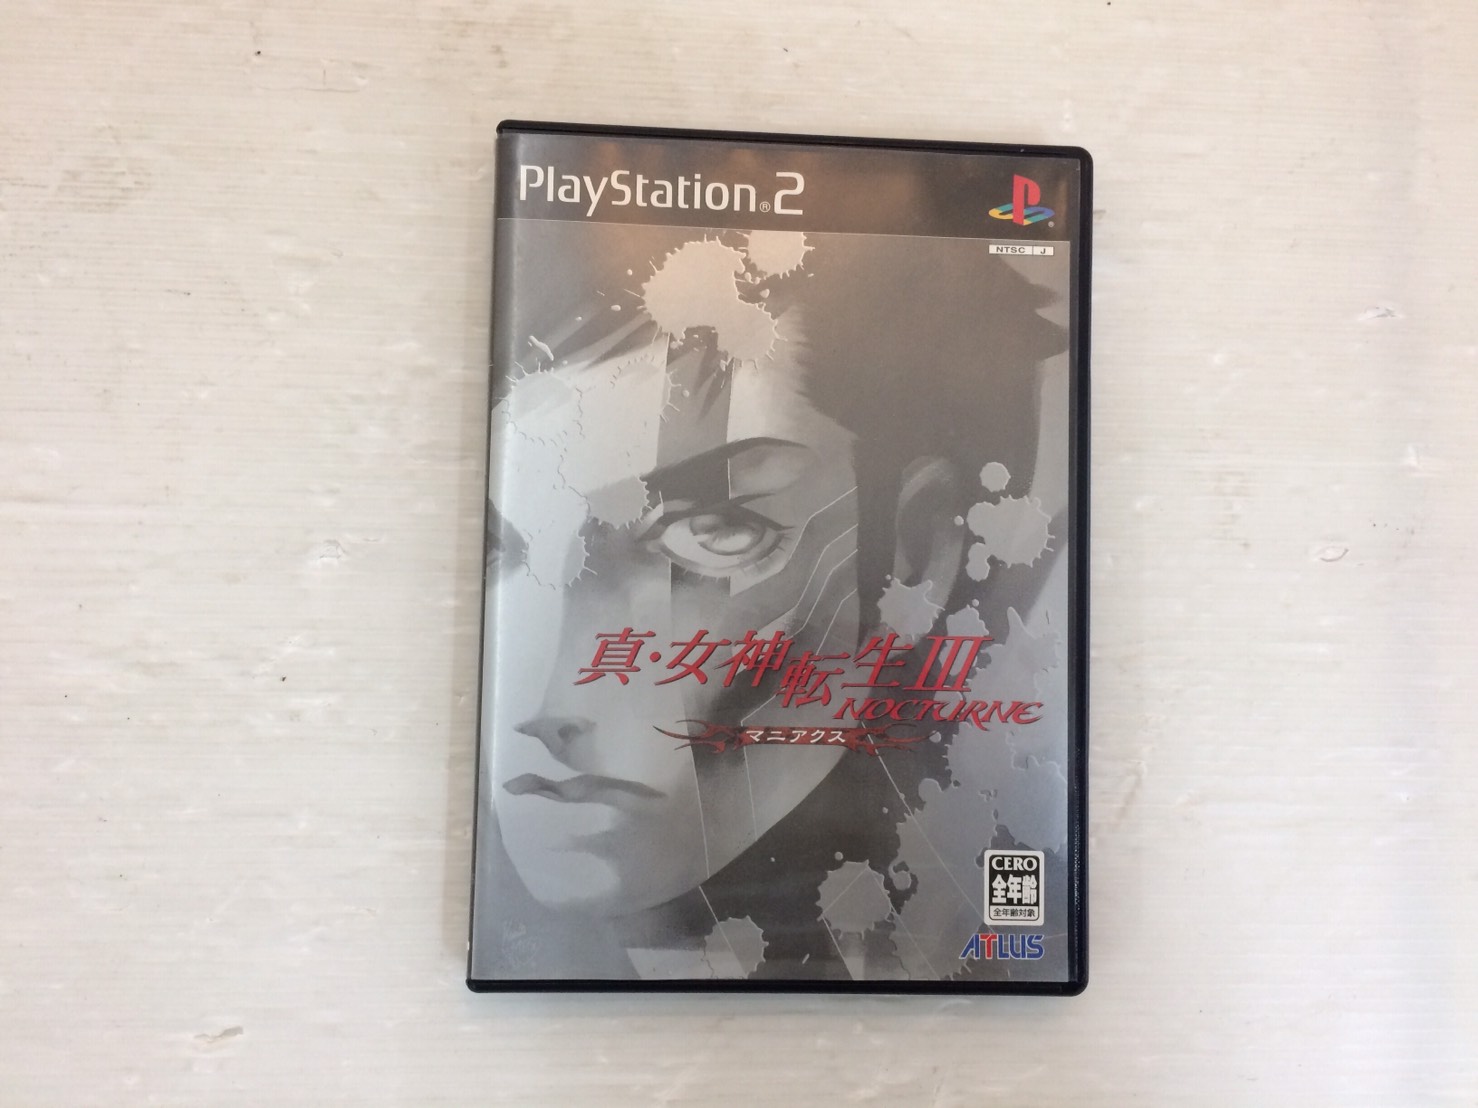 PlayStation®2
NTSC J
真・女神転生III
NOCTURNE
マニアクス
CERO
全年齢
全年齢対象
ATLUS